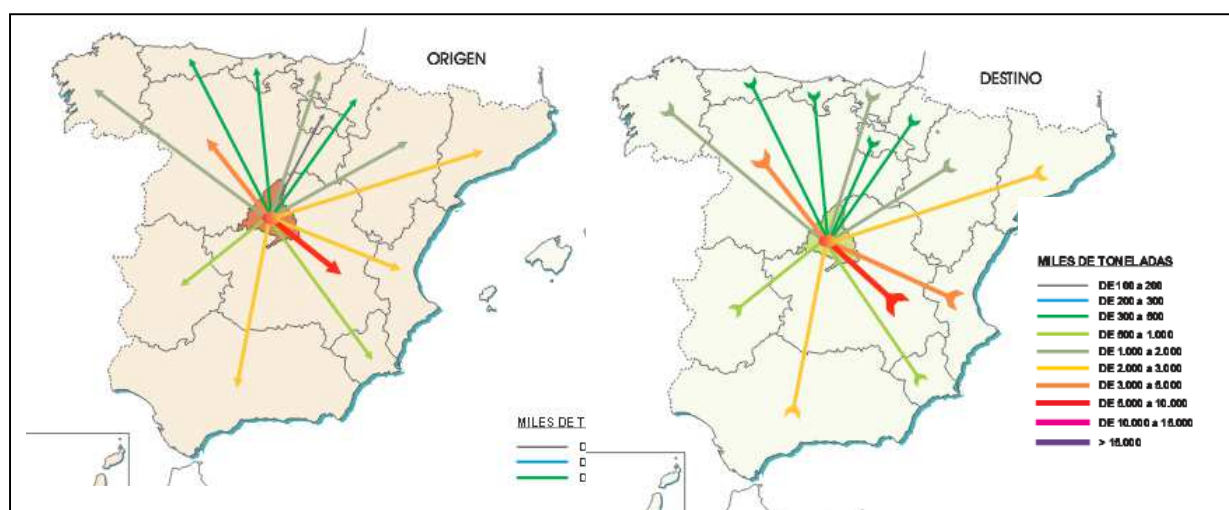 ORIGEN
DESTINO
MILES DE T
D
D
D
MILES DE TONELADAS
DE 100 a 200
DE 200 a 300
DE 300 a 500
DE 500 a 1.000
DE 1.000 a 2.000
DE 2.000 a 3.000
DE 3.000 a 5.000
DE 5.000 a 10.000
DE 10.000 a 15.000
> 15.000